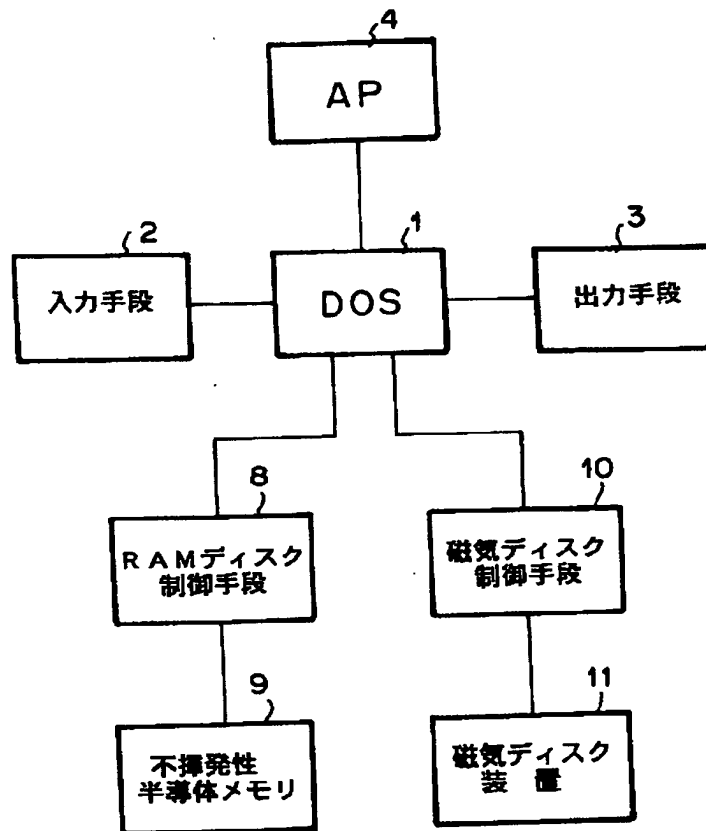 4
AP
2
入力手段
1
DOS
3
出力手段
8
RAMディスク
制御手段
10
磁気ディスク
制御手段
9
不揮発性
半導体メモリ
11
磁気ディスク
装 置